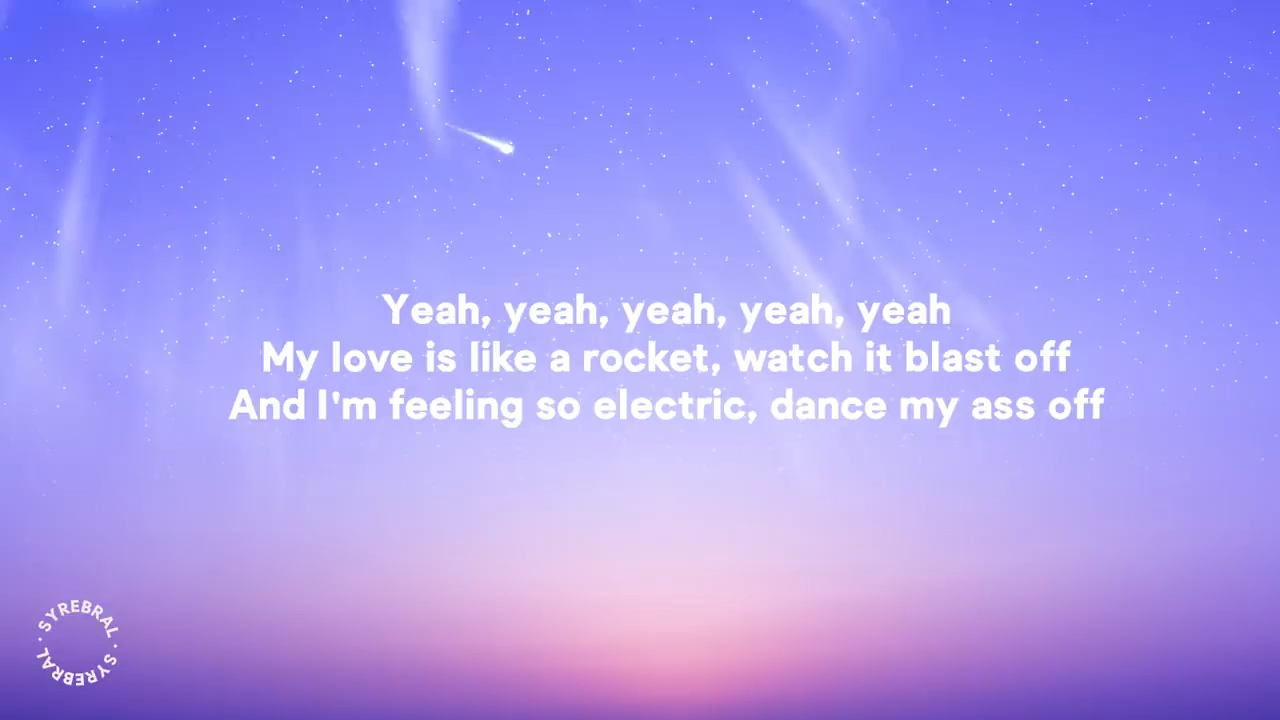 Yeah, yeah, yeah, yeah, yeah
My love is like a rocket, watch it blast off
And I'm feeling so electric, dance my ass off
SYREBRAL · SYREBRAL ·